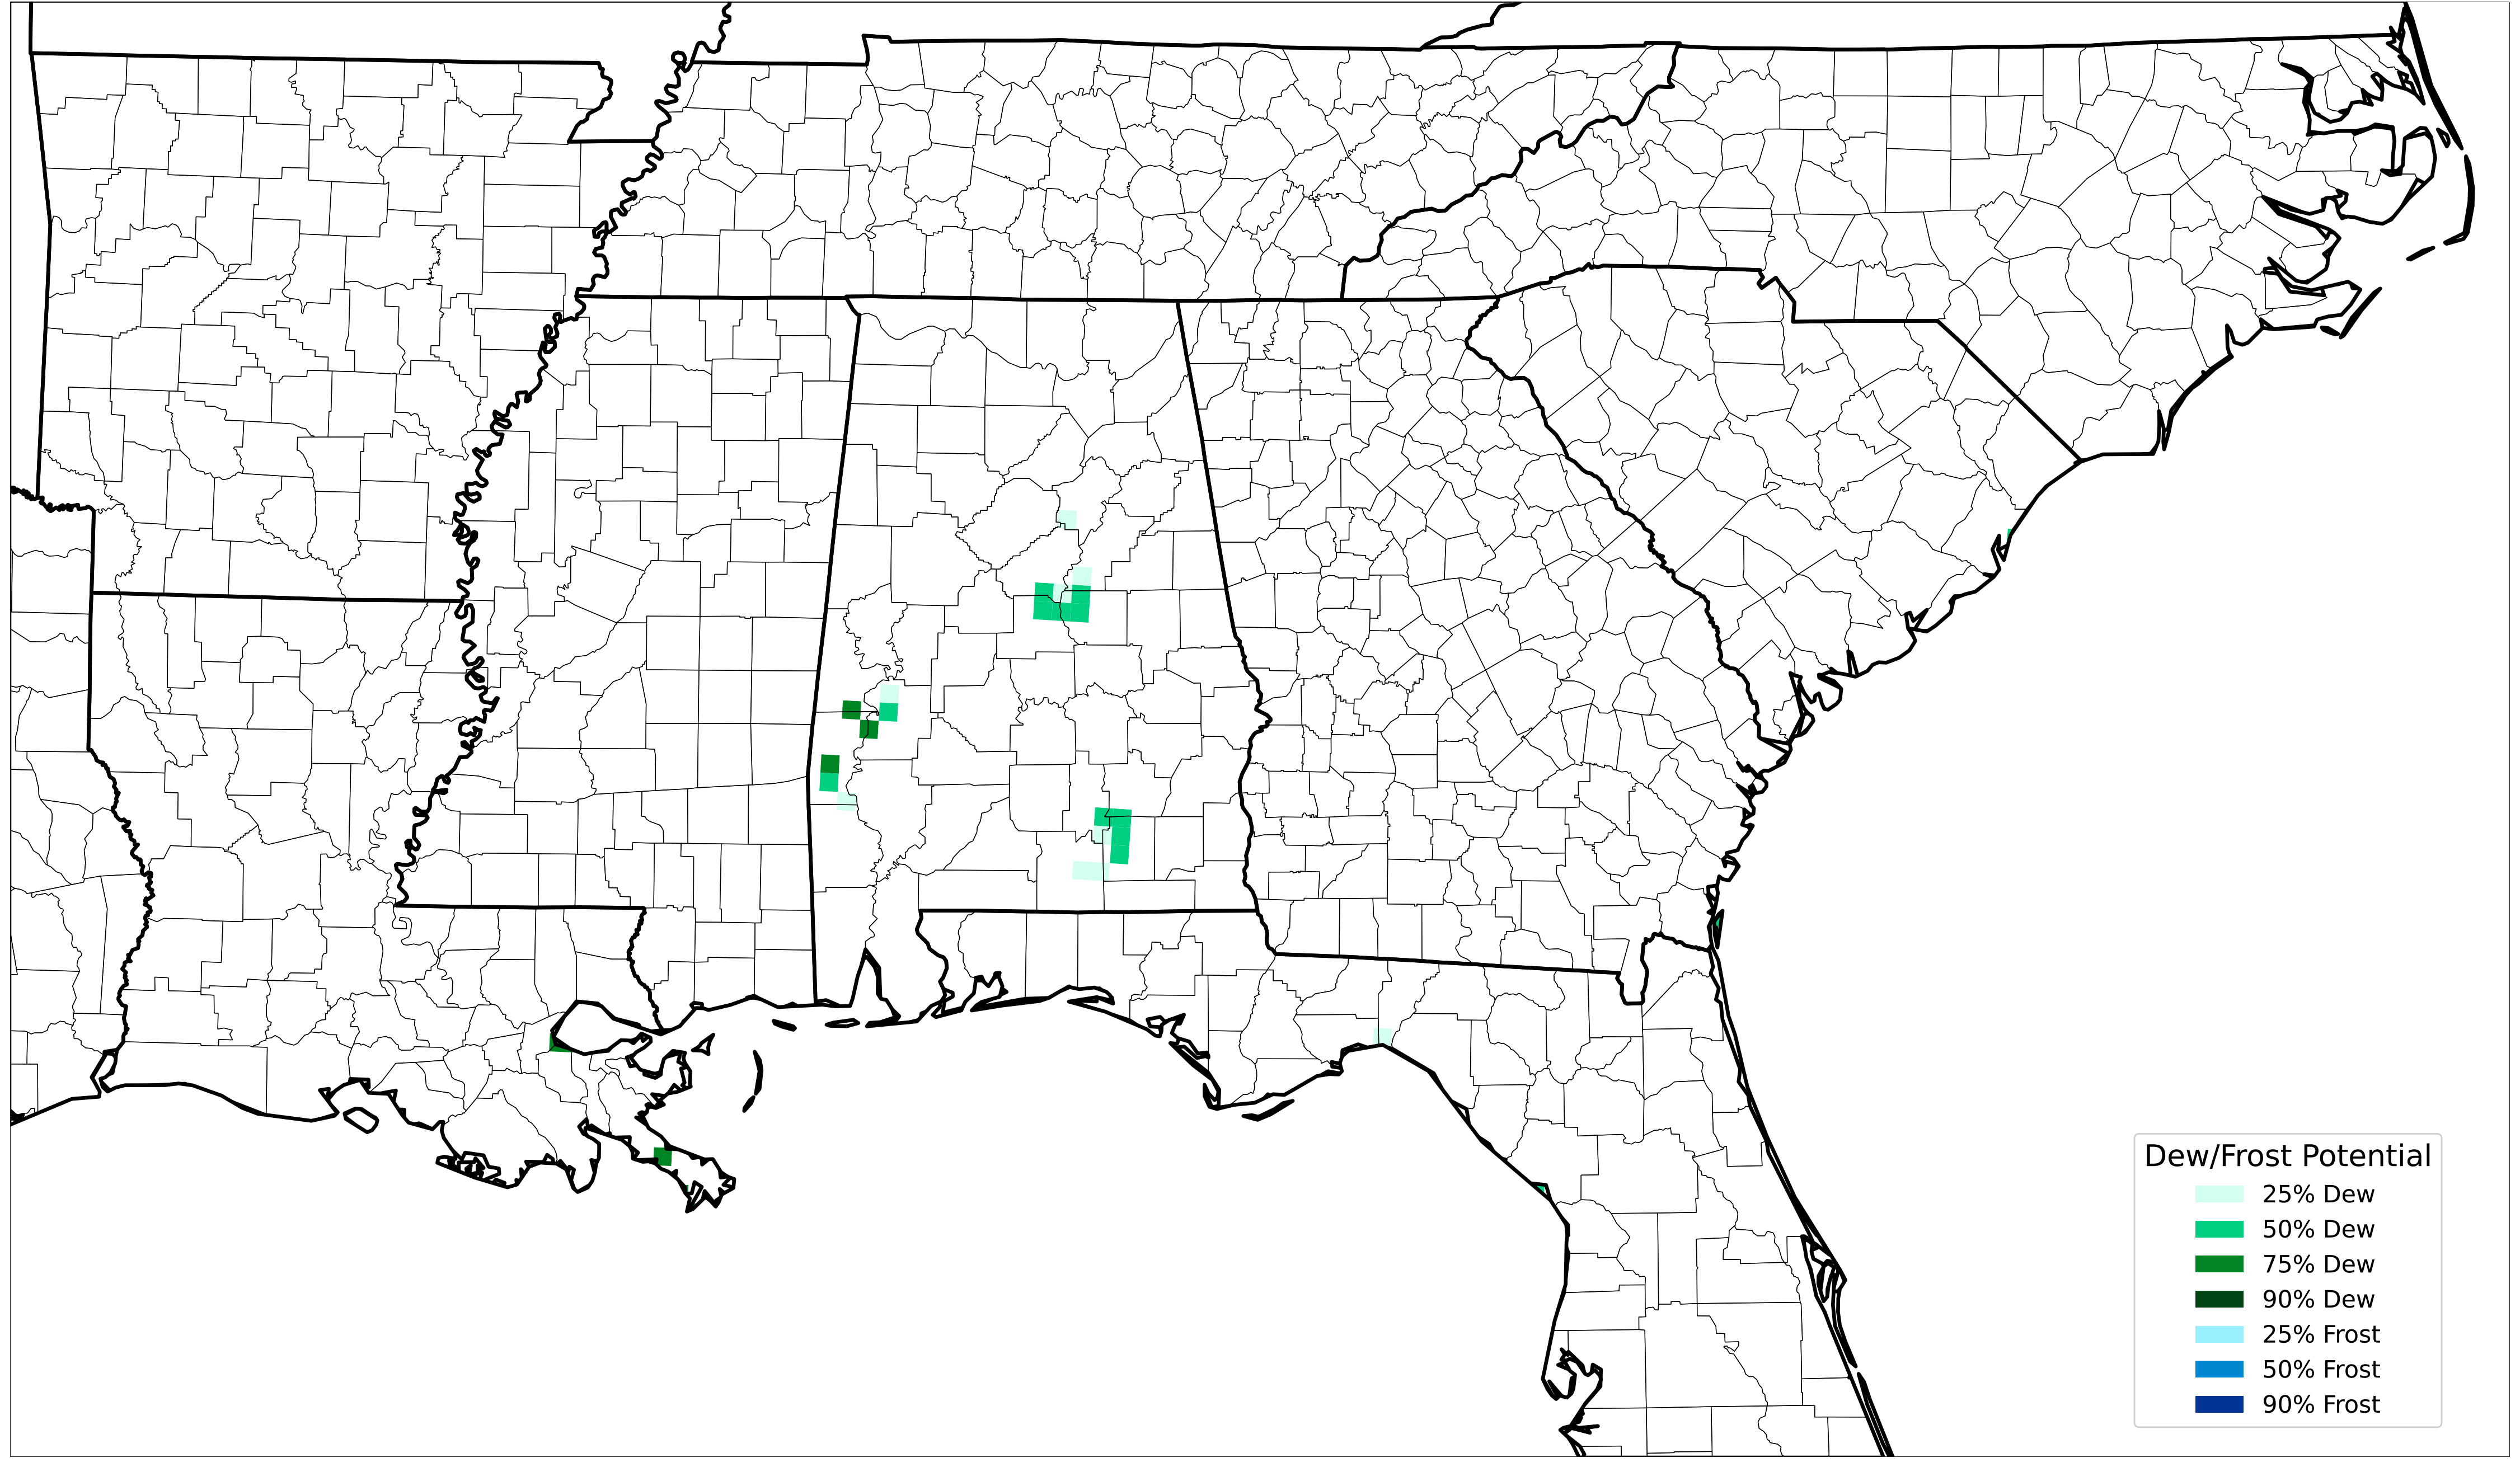 Dew/Frost Potential
25% Dew
50% Dew
75% Dew
90% Dew
25% Frost
50% Frost
90% Frost